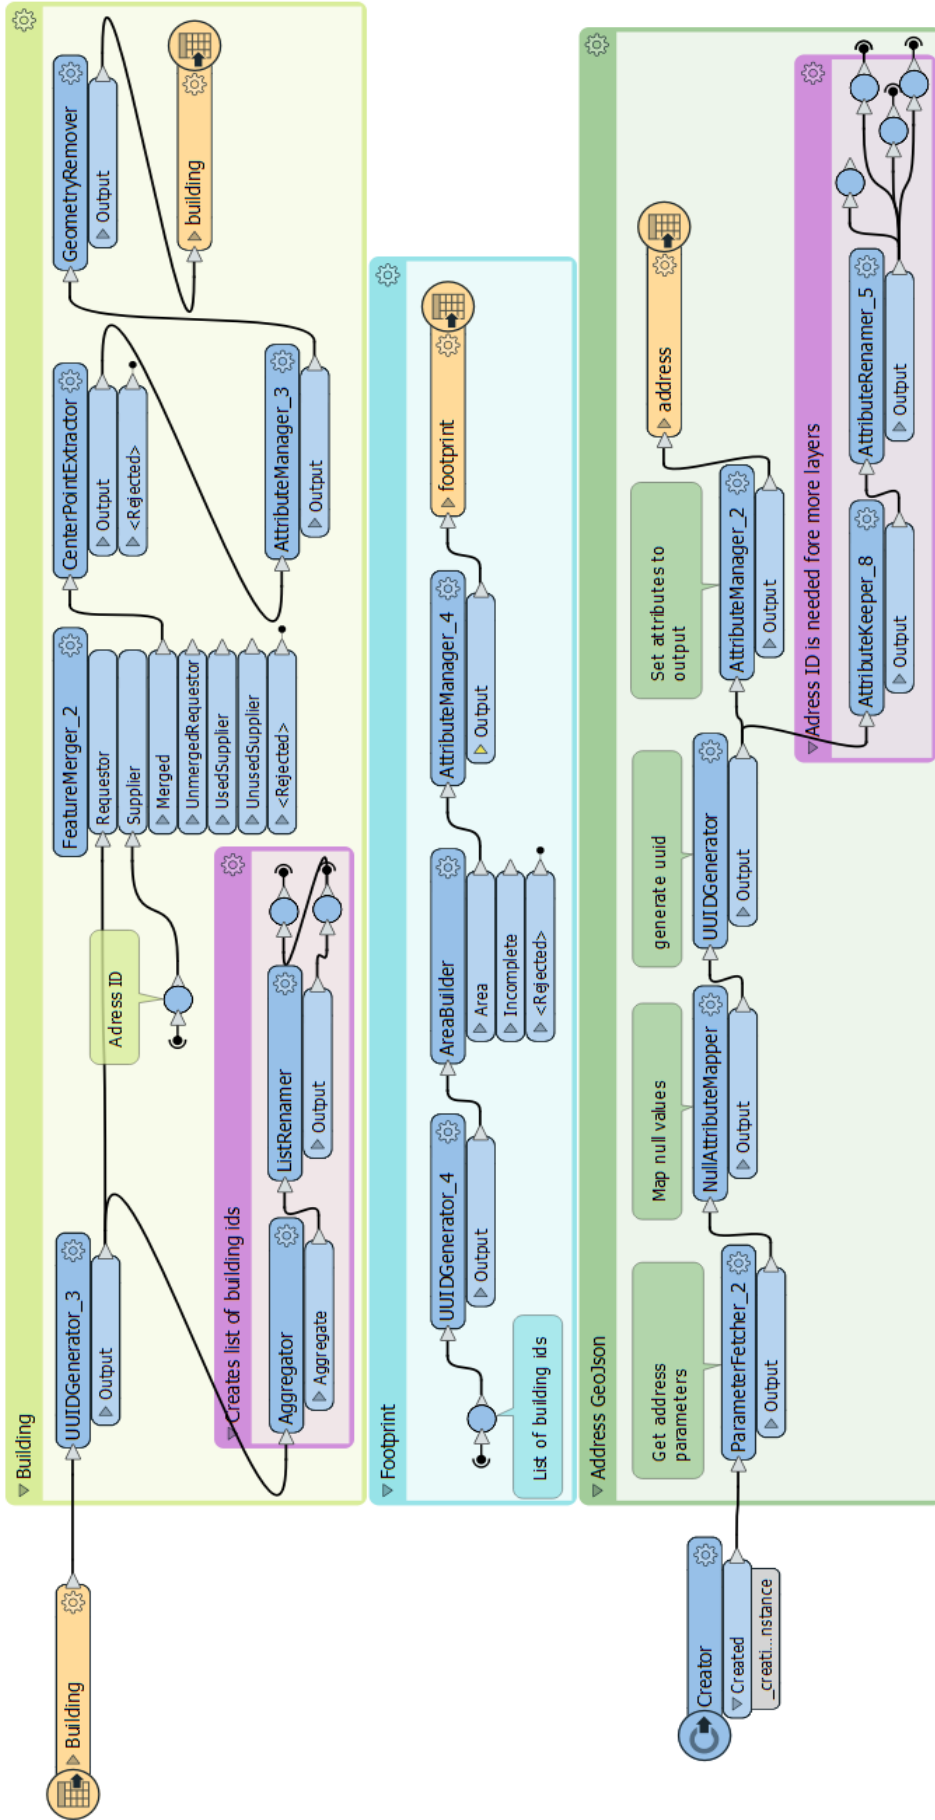 Building
Building
UUIDGenerator_3
Output
Adress ID
FeatureMerger_2
Requestor
Supplier
Merged
UnmergedRequestor
UsedSupplier
UnusedSupplier
<Rejected>
CenterPointExtractor
Output
<Rejected>
AttributeManager_3
Output
GeometryRemover
Output
building
Creates list of building ids
Aggregator
Aggregate
ListRenamer
Output
Footprint
List of building ids
UUIDGenerator_4
Output
AreaBuilder
Area
Incomplete
<Rejected>
AttributeManager_4
Output
footprint
Creator
Created
_creati...nstance
Address GeoJson
Get address
parameters
ParameterFetcher_2
Output
Map null values
NullAttributeMapper
Output
generate uuid
UUIDGenerator
Output
Set attributes to
output
AttributeManager_2
Output
address
Adress ID is needed fore more layers
AttributeKeeper_8
Output
AttributeRenamer_5
Output